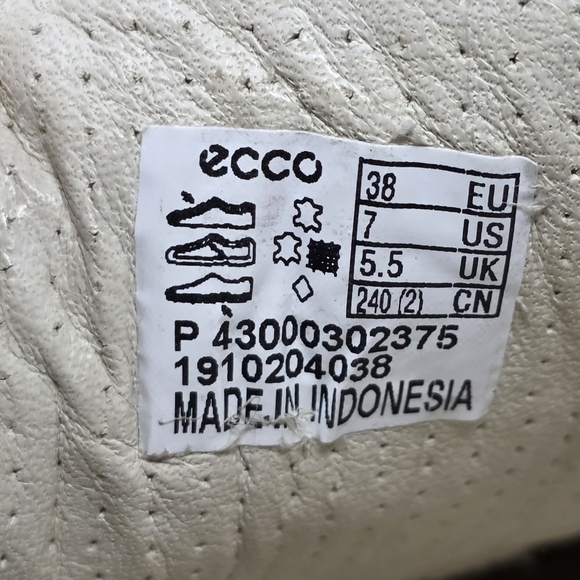 ecco
38 EU
7 US
5.5 UK
240 (2) CN
P 43000302375
1910204038
MADE IN INDONESIA